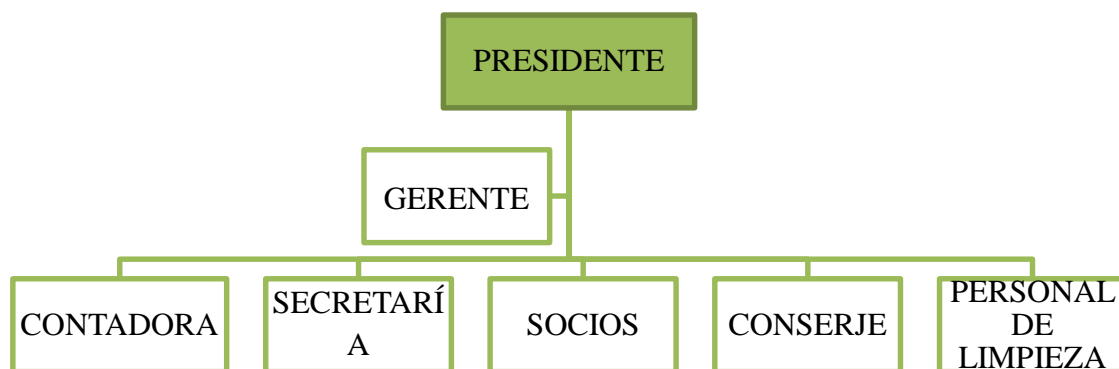 PRESIDENTE
GERENTE
CONTADORA
SECRETARÍ
A
SOCIOS
CONSERJE
PERSONAL
DE
LIMPIEZA